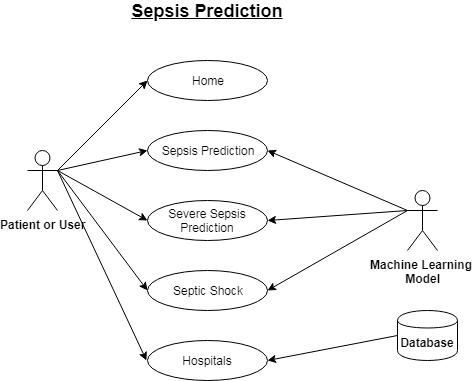 Sepsis Prediction
Home
Sepsis Prediction
Severe Sepsis
Prediction
Septic Shock
Hospitals
Patient or User
Machine Learning
Model
Database